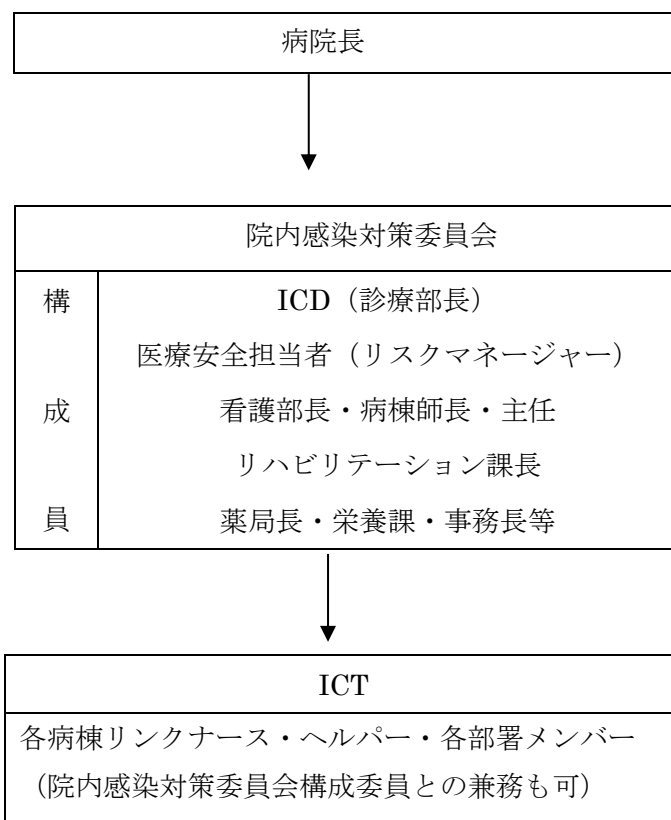 病院長
院内感染対策委員会
構 ICD（診療部長）
医療安全担当者（リスクマネージャー）
成 看護部長・病棟師長・主任
リハビリテーション課長
員 薬局長・栄養課・事務長等
ICT
各病棟リンクナース・ヘルパー・各部署メンバー
（院内感染対策委員会構成委員との兼務も可）